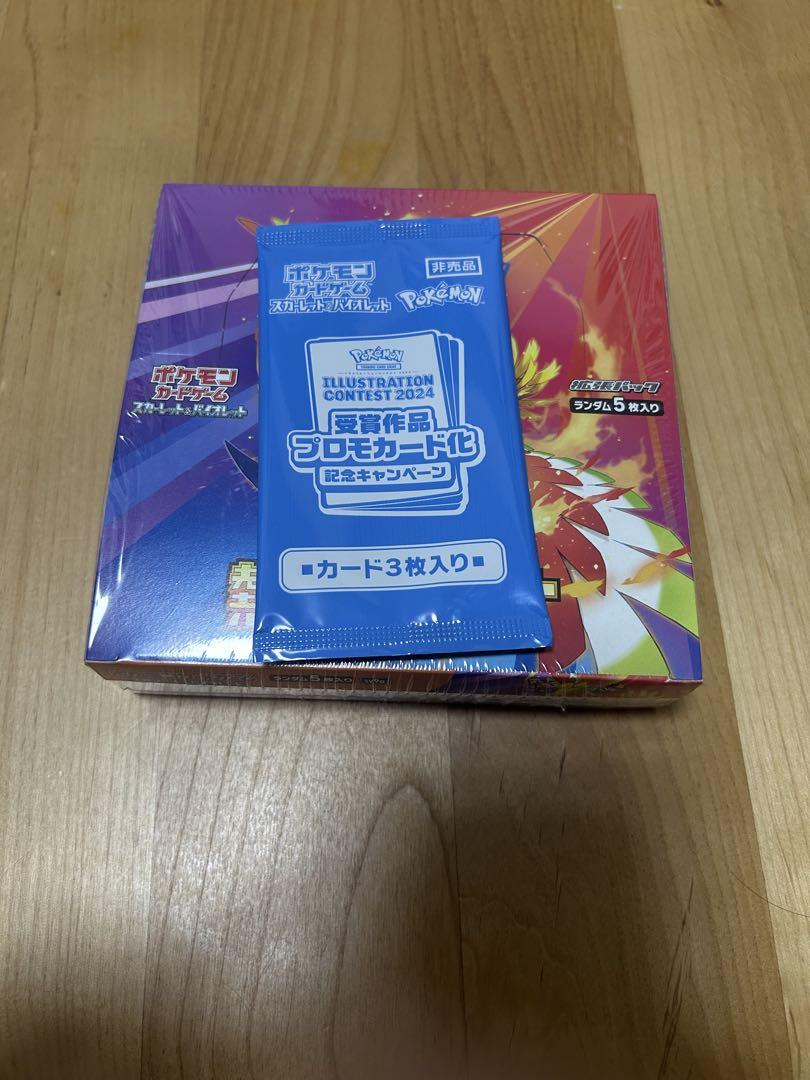 ポケモン
カードゲーム
スカーレット&バイオレット
非売品
Pokémon
Pokémon
TRADING CARD GAME
ILLUSTRATION
CONTEST 2024
受賞作品
プロモカード化
記念キャンペーン
カード3枚入り
ポケモン
カードゲーム
スカーレット&バイオレット
拡張パック
ランダム5枚入り
ランダム5枚入り